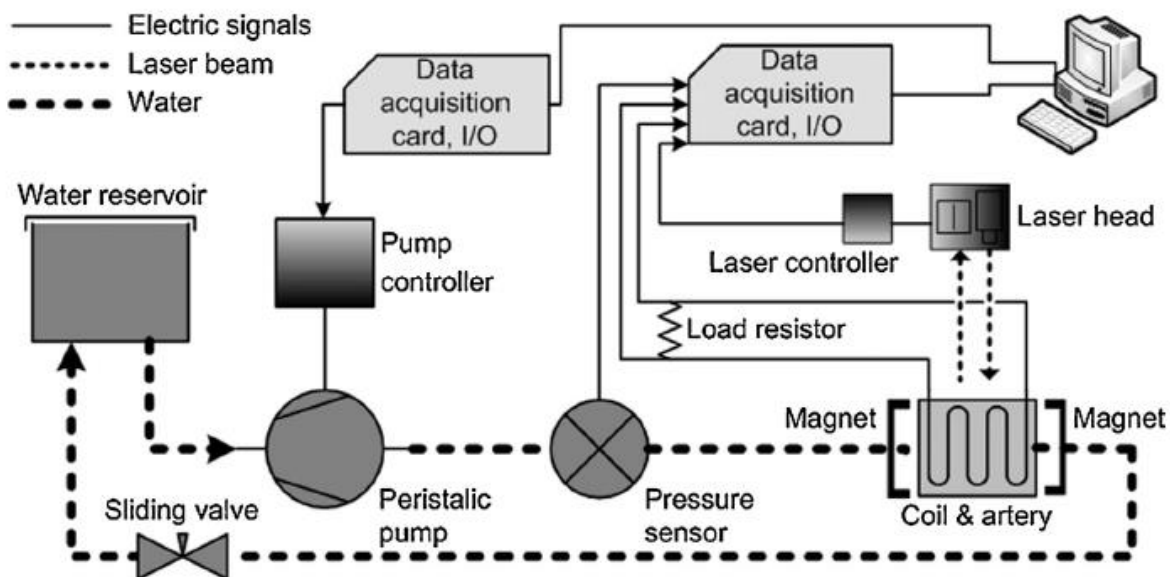 Electric signals
Laser beam
Water
Data
acquisition
card, I/O
Data
acquisition
card, I/O
Water reservoir
Pump
controller
Laser controller
Laser head
Load resistor
Magnet
Magnet
Peristalic
pump
Pressure
sensor
Coil & artery
Sliding valve